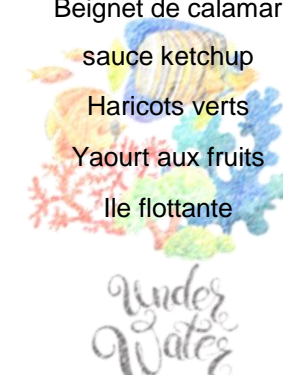 Beignet de calamar
sauce ketchup
Haricots verts
Yaourt aux fruits
Ile flottante
Under
Water